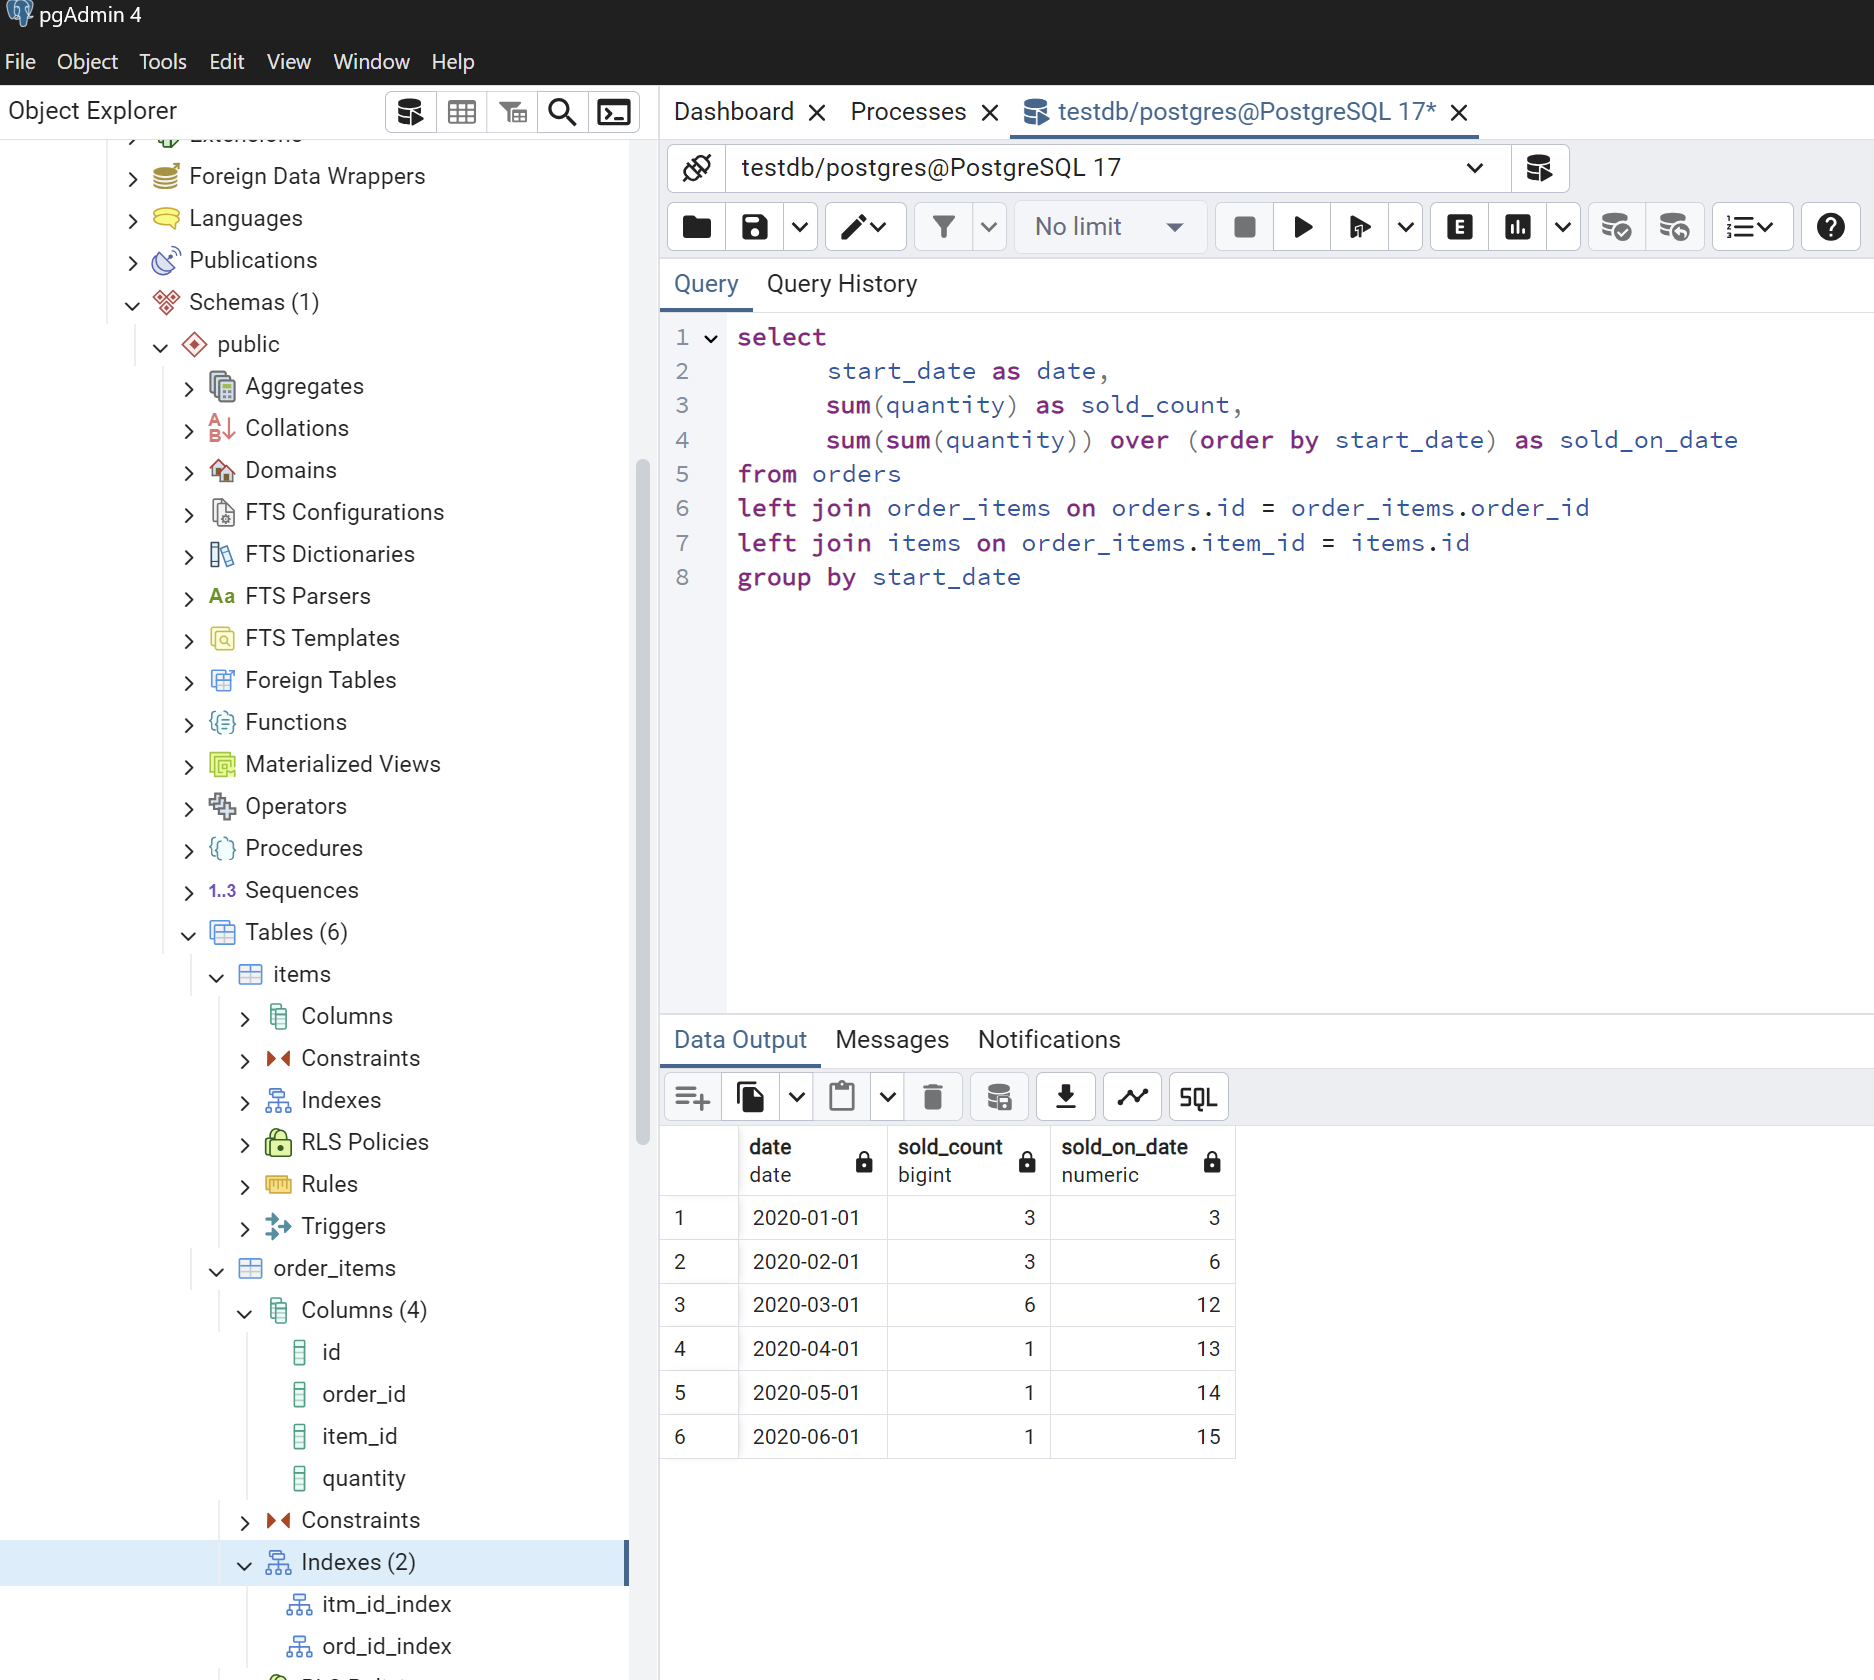 pgAdmin 4
File Object Tools Edit View Window Help
Object Explorer
Extensions
Foreign Data Wrappers
Languages
Publications
Schemas (1)
public
Aggregates
Collations
Domains
FTS Configurations
FTS Dictionaries
Aa FTS Parsers
FTS Templates
Foreign Tables
Functions
Materialized Views
Operators
Procedures
1..3 Sequences
Tables (6)
items
Columns
Constraints
Indexes
RLS Policies
Rules
Triggers
order_items
Columns (4)
id
order_id
item_id
quantity
Constraints
Indexes (2)
itm_id_index
ord_id_index
Dashboard Processes testdb/postgres@PostgreSQL 17*
testdb/postgres@PostgreSQL 17
No limit
E
Query Query History
1 select
2 start_date as date,
3 sum(quantity) as sold_count,
4 sum(sum(quantity)) over (order by start_date) as sold_on_date
5 from orders
6 left join order_items on orders.id = order_items.order_id
7 left join items on order_items.item_id = items.id
8 group by start_date
Data Output Messages Notifications
SQL
date sold_count sold_on_date
date bigint numeric
1 2020-01-01 3 3
2 2020-02-01 3 6
3 2020-03-01 6 12
4 2020-04-01 1 13
5 2020-05-01 1 14
6 2020-06-01 1 15